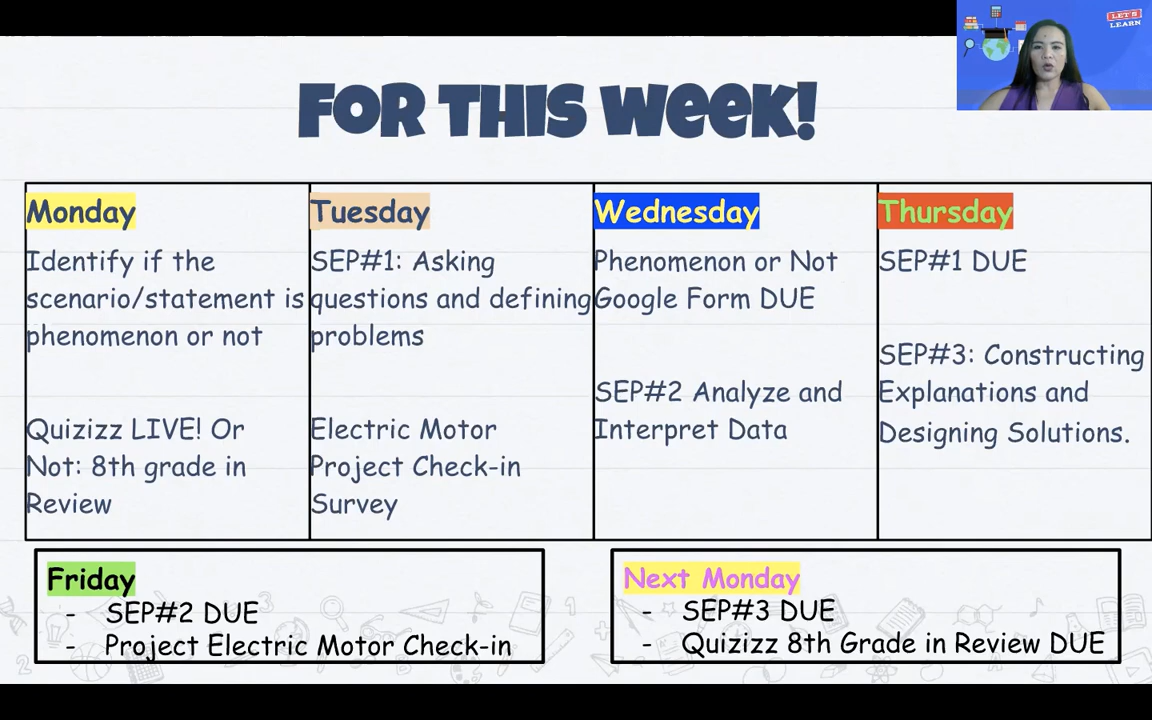 LET'S
LEARN
FOR THIS WEEK!
Monday
Identify if the
scenario/statement is
phenomenon or not
Quizizz LIVE! Or
Not: 8th grade in
Review
Tuesday
SEP#1: Asking
questions and defining
problems
Electric Motor
Project Check-in
Survey
Wednesday
Phenomenon or Not
Google Form DUE
SEP#2 Analyze and
Interpret Data
Thursday
SEP#1 DUE
SEP#3: Constructing
Explanations and
Designing Solutions.
Friday
- SEP#2 DUE
- Project Electric Motor Check-in
Next Monday
- SEP#3 DUE
- Quizizz 8th Grade in Review DUE